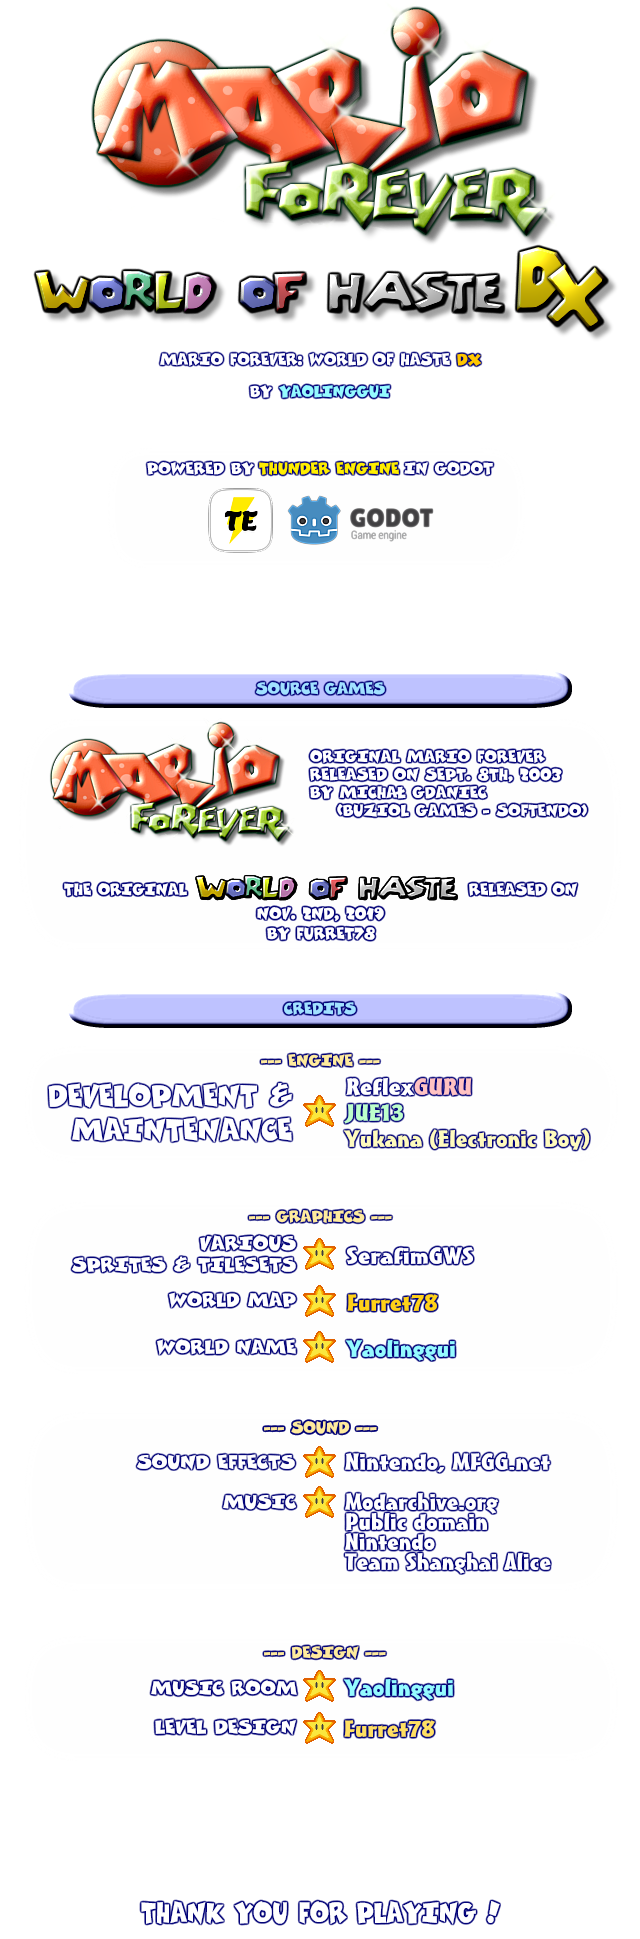 MARIO
FOREVER
WORLD OF HASTE DX
MARIO FOREVER: WORLD OF HASTE DX
BY YAOLINGGUI
POWERED BY THUNDER ENGINE IN GODOT
TE GODOT
Game engine
SOURCE GAMES
MARIO
FOREVER
ORIGINAL MARIO FOREVER
RELEASED ON SEPT. 8TH, 2003
BY MICHAŁ GDANIEC
(BUZIOL GAMES - SOFTENDO)
THE ORIGINAL WORLD OF HASTE RELEASED ON
NOV. 2ND, 2019
BY FURRET78
CREDITS
--- ENGINE ---
DEVELOPMENT &
MAINTENANCE
ReflexGURU
JUE13
Yukana (Electronic Boy)
--- GRAPHICS ---
VARIOUS
SPRITES & TILESETS
SerafimGWS
WORLD MAP Furret78
WORLD NAME Yaolinggui
--- SOUND ---
SOUND EFFECTS Nintendo, MFGG.net
MUSIC Modarchive.org
Public domain
Nintendo
Team Shanghai Alice
--- DESIGN ---
MUSIC ROOM Yaolinggui
LEVEL DESIGN Furret78
THANK YOU FOR PLAYING !